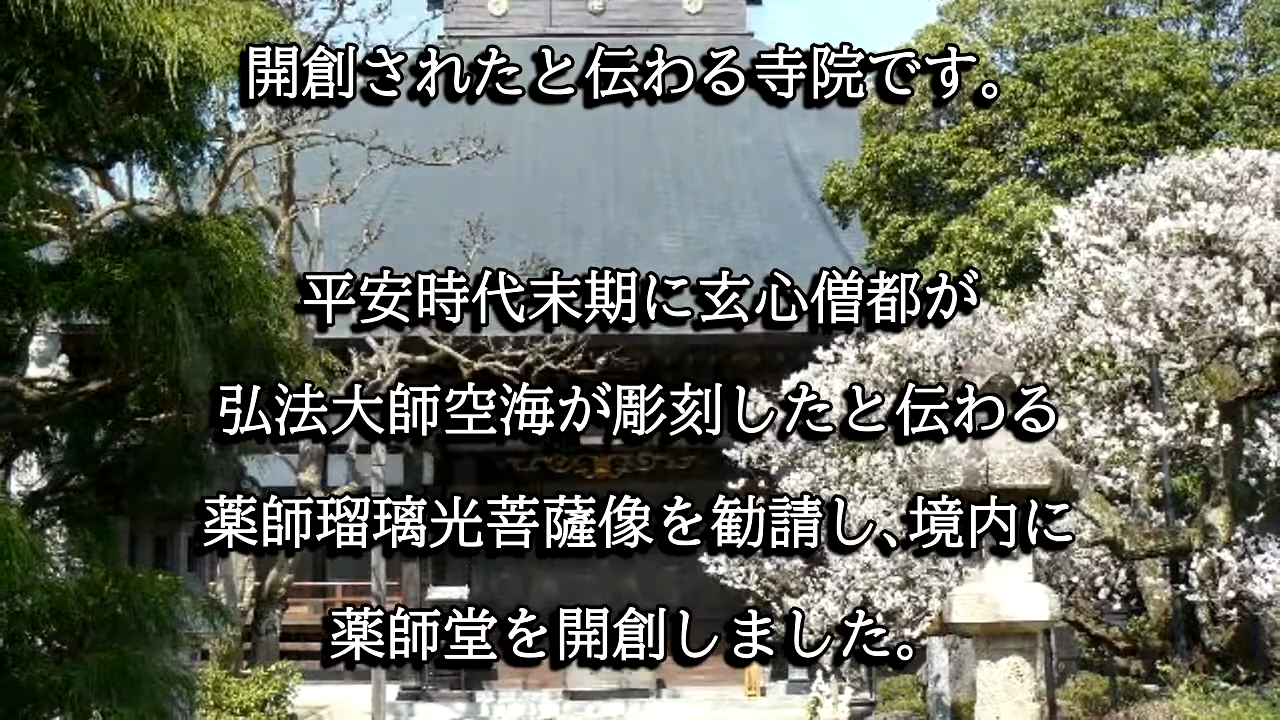 開創されたと伝わる寺院です。
平安時代末期に玄心僧都が
弘法大師空海が彫刻したと伝わる
薬師瑠璃光菩薩像を勧請し、境内に
薬師堂を開創しました。